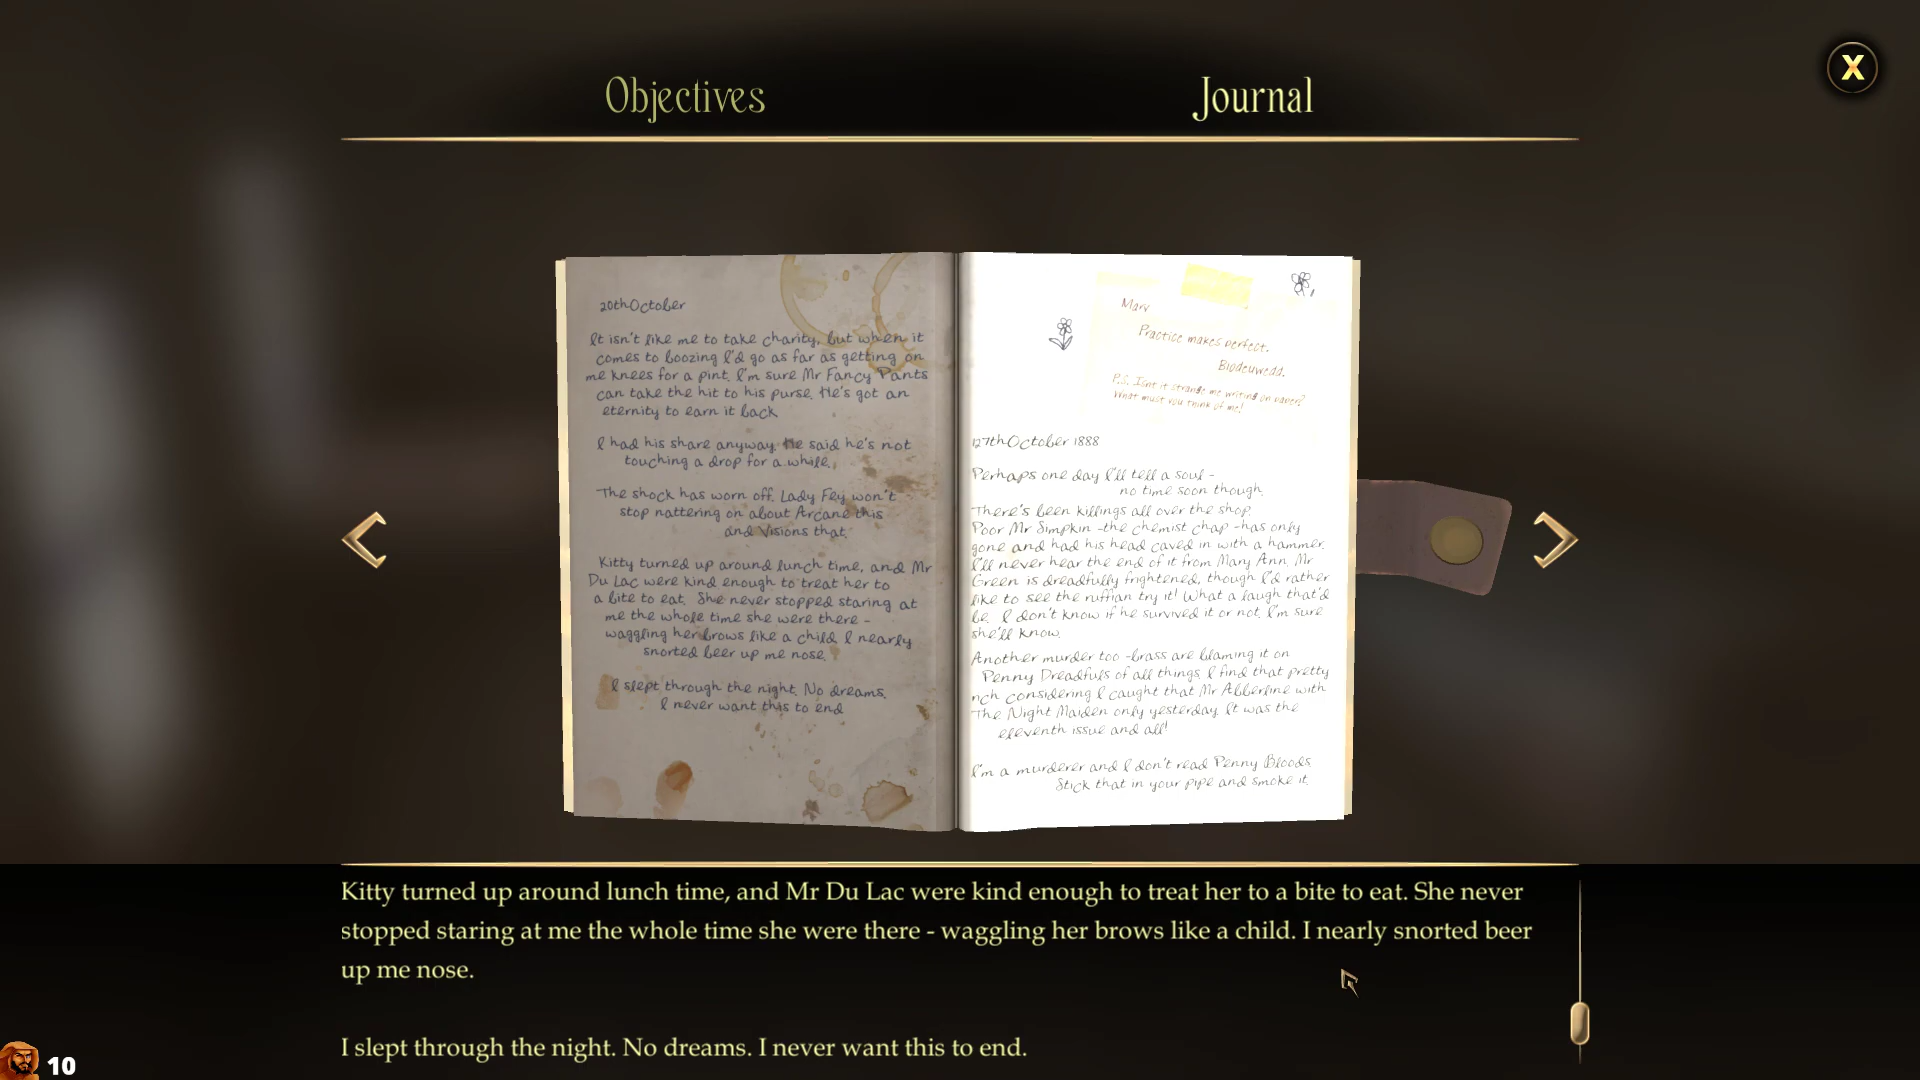 Objectives
Journal
X
20th October
It isn't like me to take charity, but when it
comes to boozing I'd go as far as getting on
me knees for a pint. I'm sure Mr Fancy Pants
can take the hit to his purse. He's got an
eternity to earn it back
I had his share anyway. He said he's not
touching a drop for a while.
The shock has worn off. Lady Fey won't
stop nattering on about Arcane this
and Visions that.
Kitty turned up around lunch time, and Mr
Du Lac were kind enough to treat her to
a bite to eat. She never stopped staring at
me the whole time she were there -
waggling her brows like a child I nearly
snorted beer up me nose.
I slept through the night. No dreams.
I never want this to end
Mary
Practice makes perfect.
Blodeuwedd.
P.S. Isnt it strange me writing on paper?
What must you think of me!
27th October 1888
Perhaps one day I'll tell a soul -
no time soon though.
There's been killings all over the shop.
Poor Mr Simpkin - the chemist chap - has only
gone and had his head caved in with a hammer.
I'll never hear the end of it from Mary Ann. Mr
Green is dreadfully frightened, though I'd rather
like to see the ruffian try it! What a laugh that'd
be. I don't know if he survived it or not. I'm sure
she'll know.
Another murder too - brass are blaming it on
Penny Dreadfuls of all things. I find that pretty
rich considering I caught that Mr Abberline with
The Night Maiden only yesterday. It was the
eleventh issue and all!
I'm a murderer and I don't read Penny Bloods.
Stick that in your pipe and smoke it.
Kitty turned up around lunch time, and Mr Du Lac were kind enough to treat her to a bite to eat. She never
stopped staring at me the whole time she were there - waggling her brows like a child. I nearly snorted beer
up me nose.
I slept through the night. No dreams. I never want this to end.
10